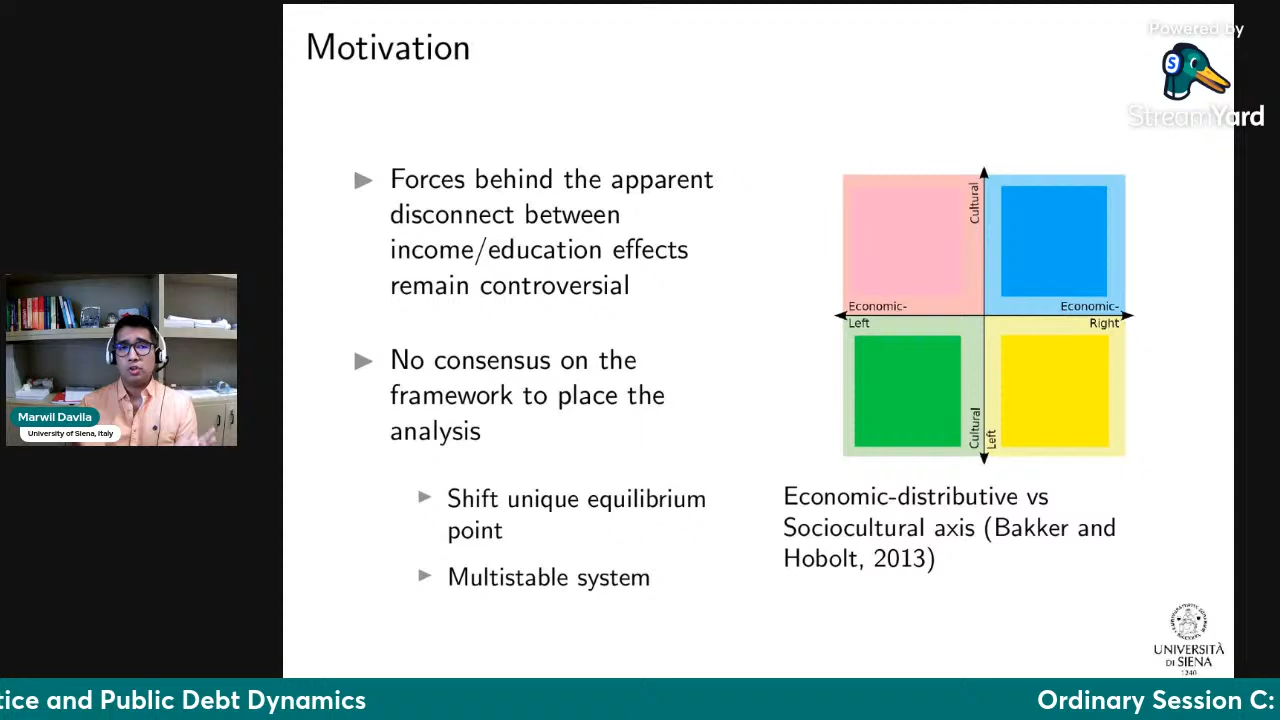 Motivation
Powered by
StreamYard
Forces behind the apparent
disconnect between
income/education effects
remain controversial
No consensus on the
framework to place the
analysis
Shift unique equilibrium
point
Multistable system
Cultural
Economic-
Left
Economic-
Right
Cultural
Left
Economic-distributive vs
Sociocultural axis (Bakker and
Hobolt, 2013)
Marwil Davila
University of Siena, Italy
UNIVERSITÀ
DI SIENA
1240
tice and Public Debt Dynamics
Ordinary Session C: